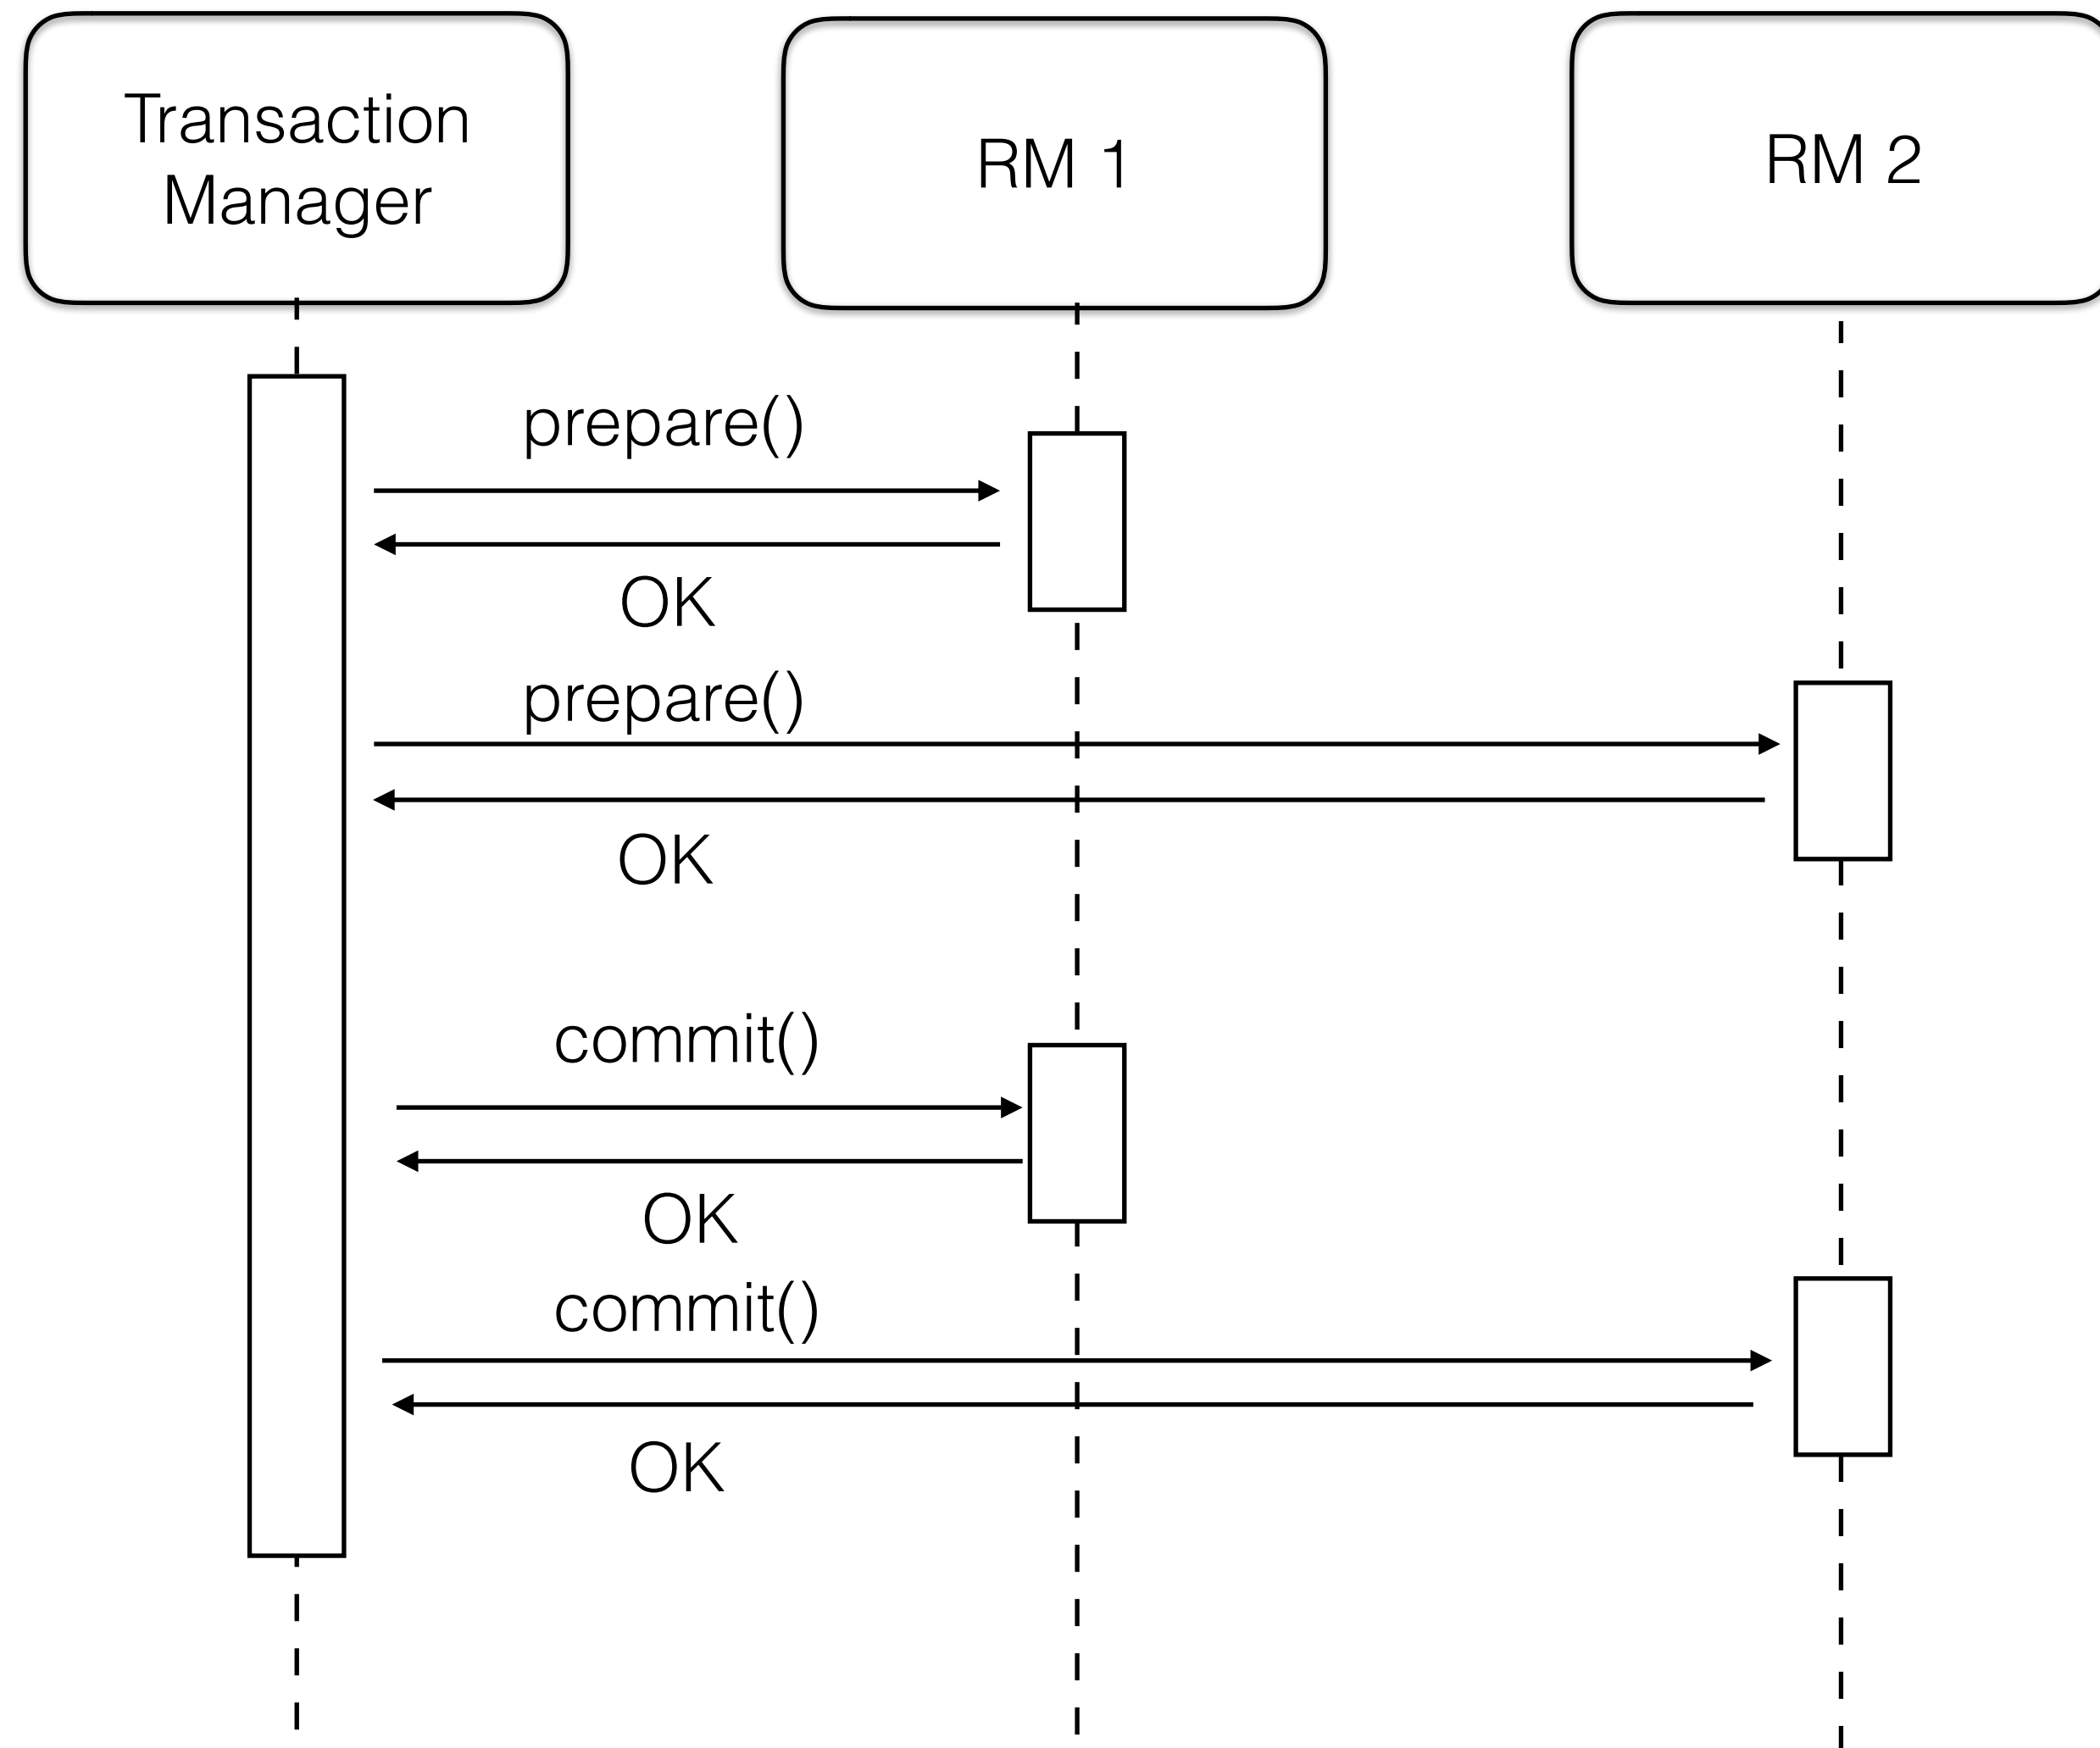 Transaction
Manager
RM 1
RM 2
prepare()
OK
prepare()
OK
commit()
OK
commit()
OK